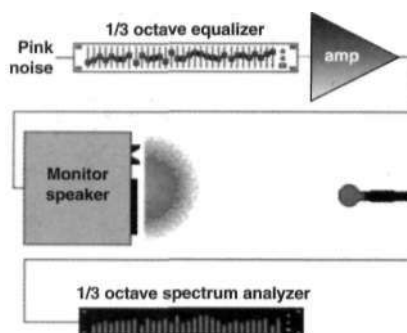 1/3 octave equalizer
Pink
noise
amp
Monitor
speaker
1/3 octave spectrum analyzer